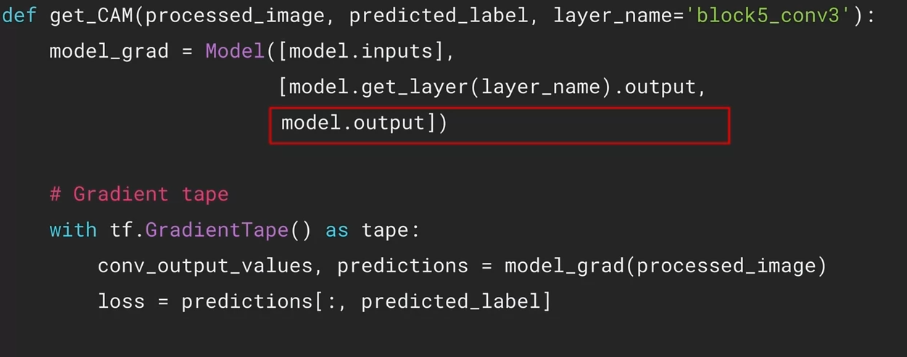 def get_CAM(processed_image, predicted_label, layer_name='block5_conv3'):
    model_grad = Model([model.inputs],
                       [model.get_layer(layer_name).output,
                       model.output])
    # Gradient tape
    with tf.GradientTape() as tape:
        conv_output_values, predictions = model_grad(processed_image)
        loss = predictions[:, predicted_label]